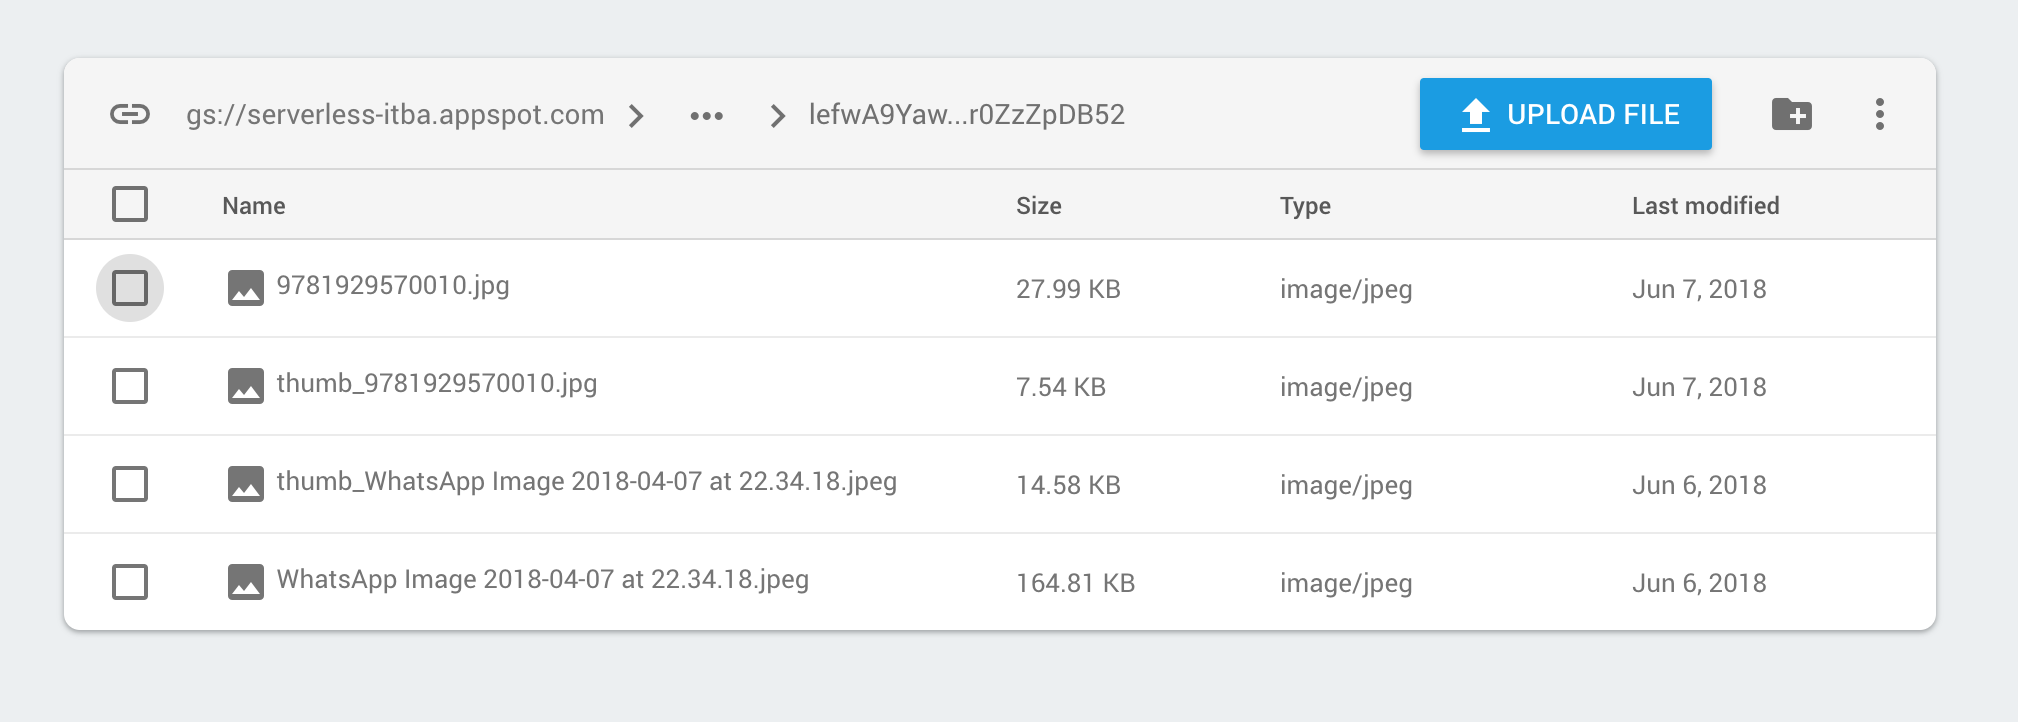 gs://serverless-itba.appspot.com > ••• > lefwA9Yaw...r0ZzZpDB52 UPLOAD FILE
Name Size Type Last modified
9781929570010.jpg 27.99 KB image/jpeg Jun 7, 2018
thumb_9781929570010.jpg 7.54 KB image/jpeg Jun 7, 2018
thumb_WhatsApp Image 2018-04-07 at 22.34.18.jpeg 14.58 KB image/jpeg Jun 6, 2018
WhatsApp Image 2018-04-07 at 22.34.18.jpeg 164.81 KB image/jpeg Jun 6, 2018